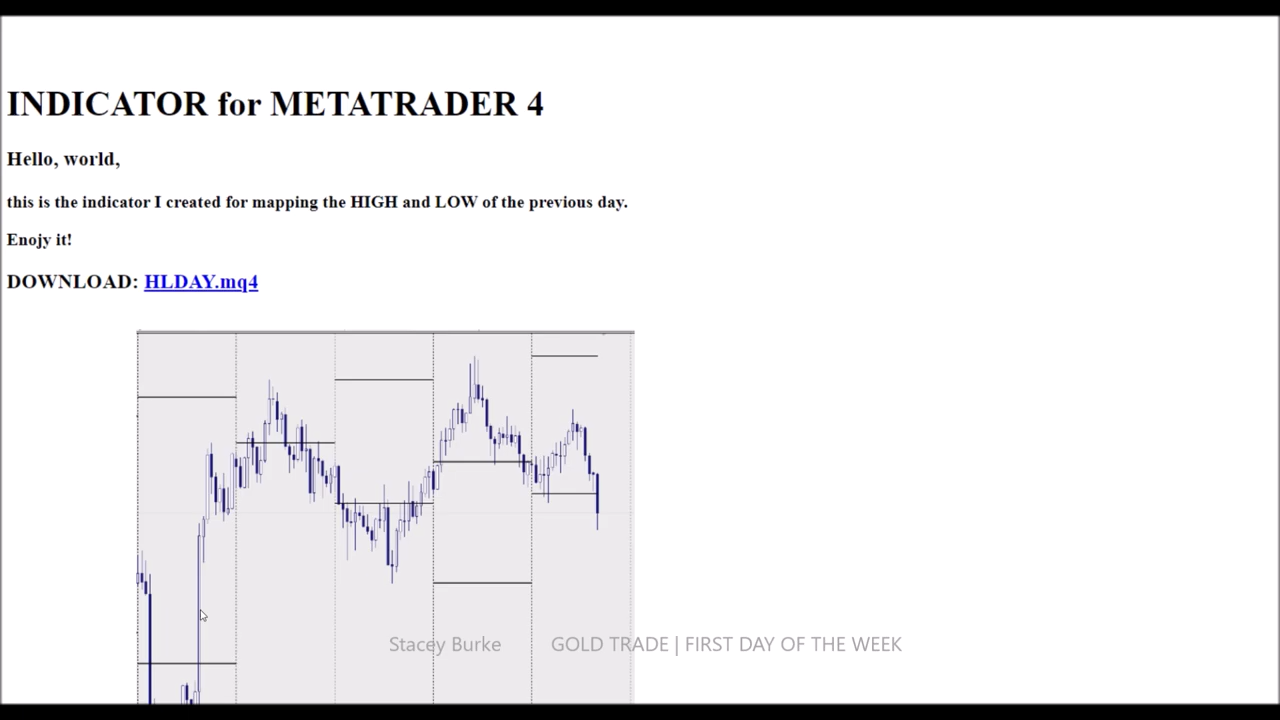 INDICATOR for METATRADER 4
Hello, world,
this is the indicator I created for mapping the HIGH and LOW of the previous day.
Enojy it!
DOWNLOAD: HLDAY.mq4
Stacey Burke GOLD TRADE | FIRST DAY OF THE WEEK